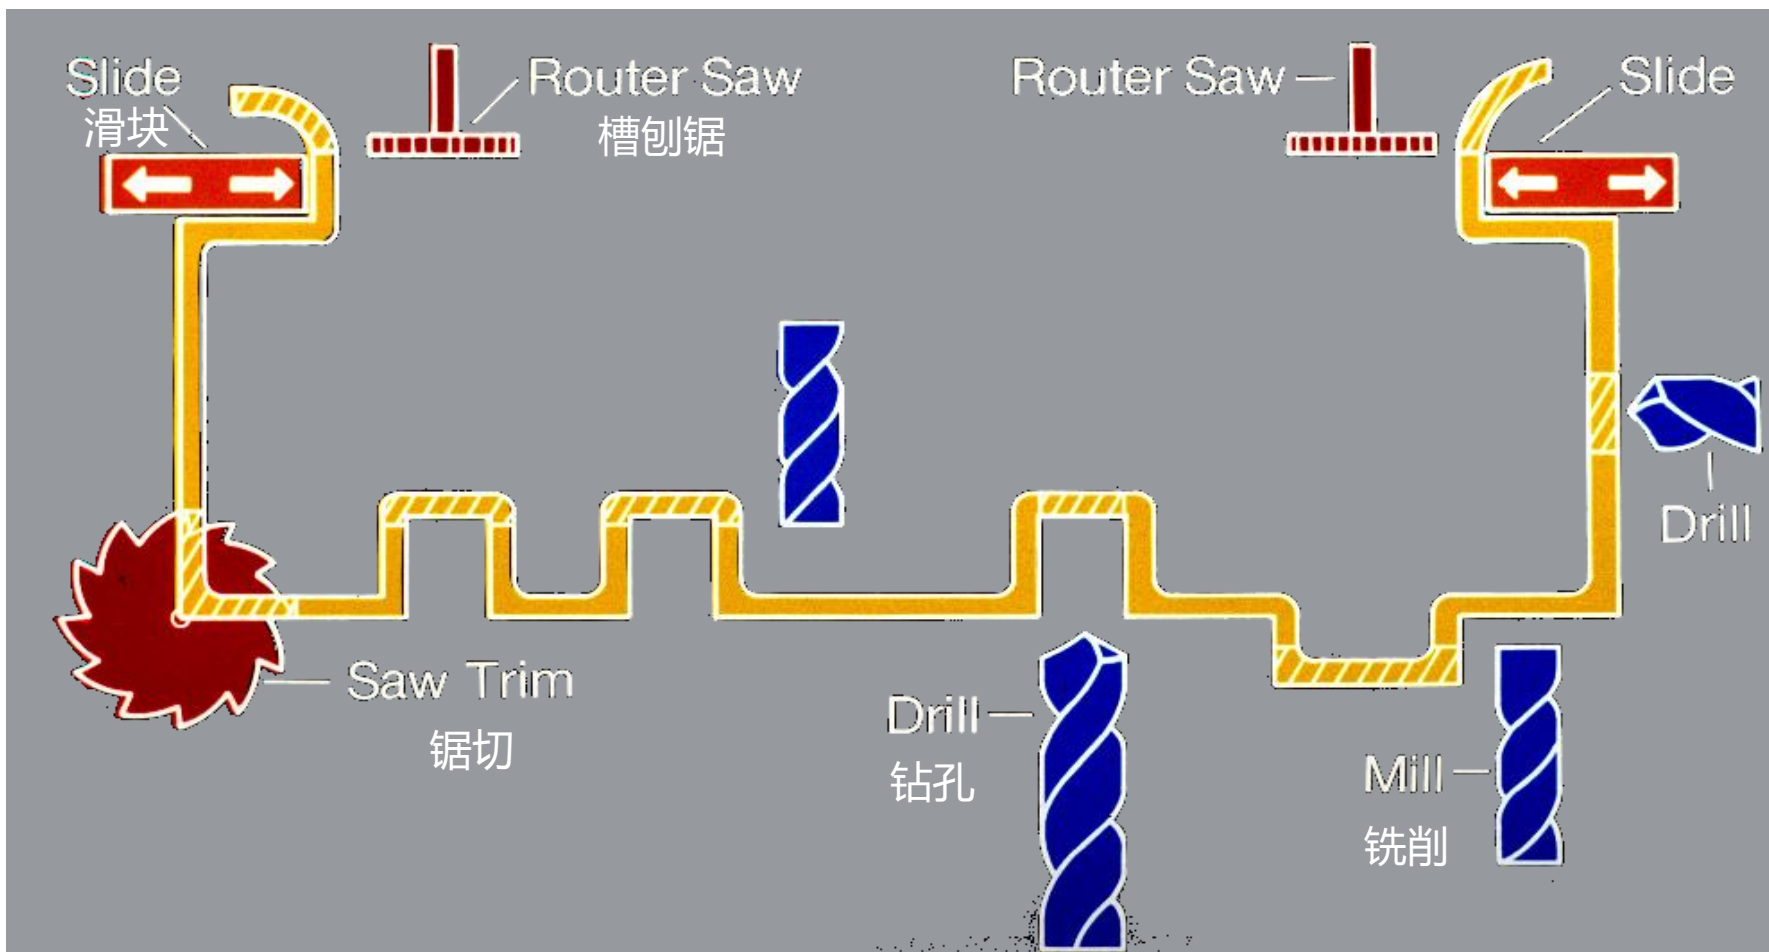 Slide
滑块
Router Saw
槽刨锯
Router Saw
Slide
Drill
Saw Trim
锯切
Drill
钻孔
Mill
铣削